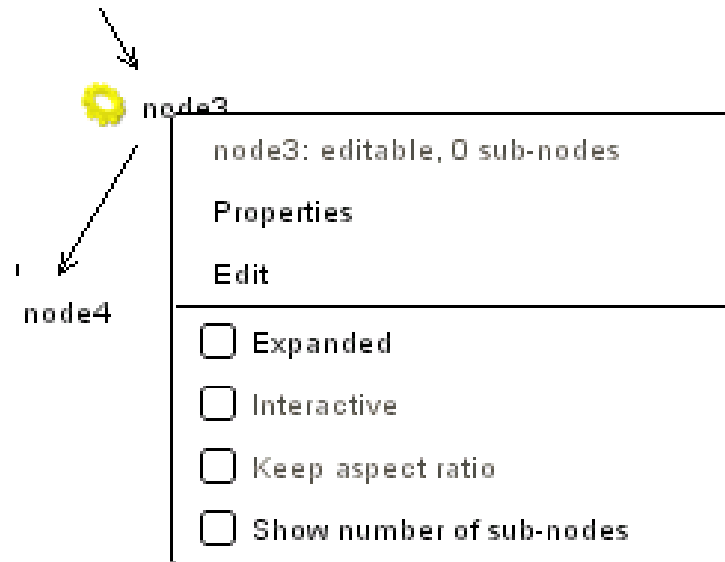 node3
node3: editable, 0 sub-nodes
Properties
Edit
node4
Expanded
Interactive
Keep aspect ratio
Show number of sub-nodes